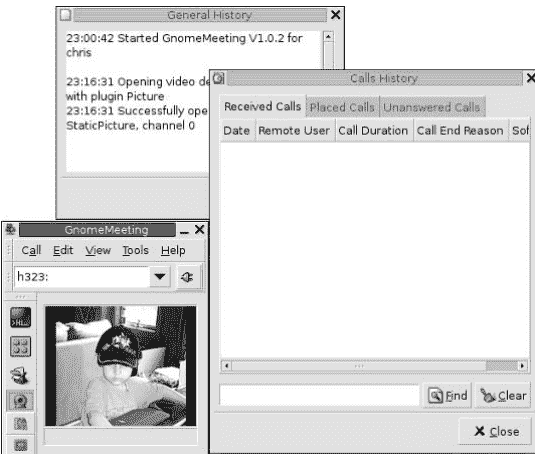 General History
23:00:42 Started GnomeMeeting V1.0.2 for
chris
23:16:31 Opening video de
with plugin Picture
23:16:31 Successfully ope
StaticPicture, channel 0
Calls History
Received Calls Placed Calls Unanswered Calls
Date Remote User Call Duration Call End Reason Sof
Find Clear
Close
GnomeMeeting
Call Edit View Tools Help
h323: